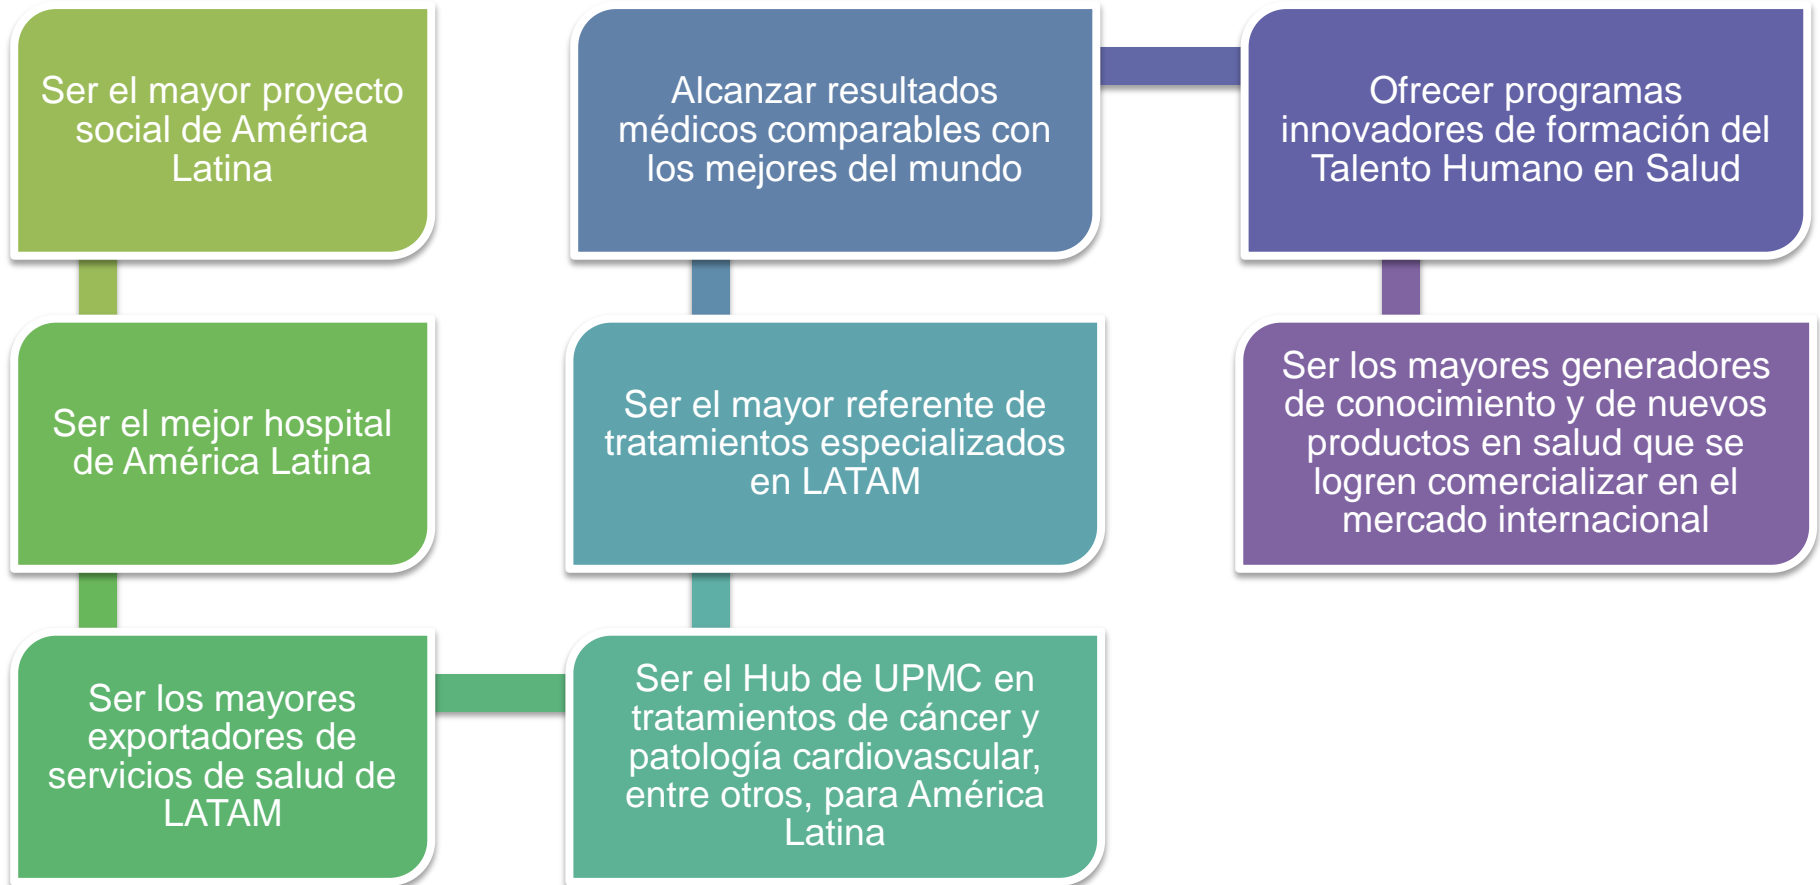 Ser el mayor proyecto
social de América
Latina
Ser el mejor hospital
de América Latina
Ser los mayores
exportadores de
servicios de salud de
LATAM
Ser el Hub de UPMC en
tratamientos de cáncer y
patología cardiovascular,
entre otros, para América
Latina
Ser el mayor referente de
tratamientos especializados
en LATAM
Alcanzar resultados
médicos comparables con
los mejores del mundo
Ofrecer programas
innovadores de formación del
Talento Humano en Salud
Ser los mayores generadores
de conocimiento y de nuevos
productos en salud que se
logren comercializar en el
mercado internacional